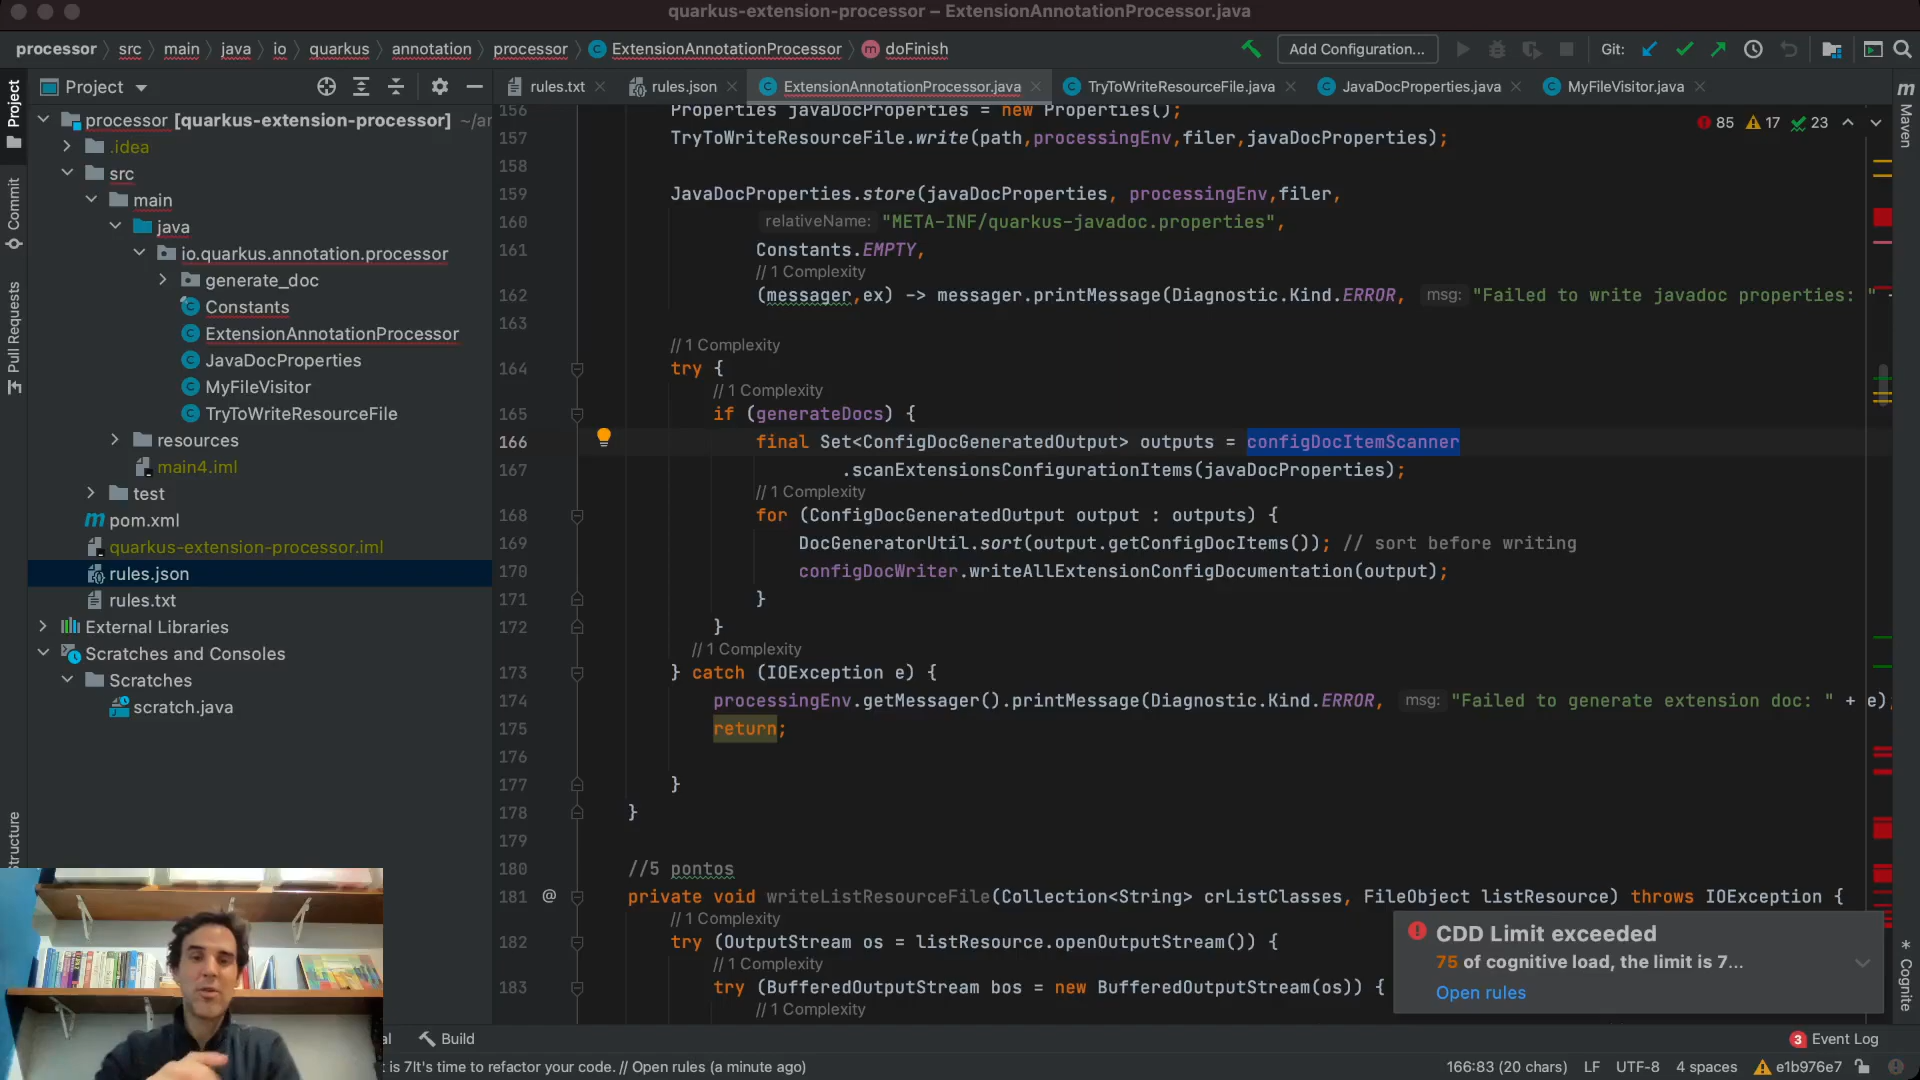 quarkus-extension-processor – ExtensionAnnotationProcessor.java
processor src main java io quarkus annotation processor ExtensionAnnotationProcessor doFinish Add Configuration... Git:
Project
rules.txt rules.json ExtensionAnnotationProcessor.java TryToWriteResourceFile.java JavaDocProperties.java MyFileVisitor.java
85 17 23
processor [quarkus-extension-processor] ~/ar
.idea
src
main
java
io.quarkus.annotation.processor
generate_doc
Constants
ExtensionAnnotationProcessor
JavaDocProperties
MyFileVisitor
TryToWriteResourceFile
resources
main4.iml
test
pom.xml
quarkus-extension-processor.iml
rules.json
rules.txt
External Libraries
Scratches and Consoles
Scratches
scratch.java
Project
Commit
Pull Requests
tructure
156 Properties javaDocProperties = new Properties();
157 TryToWriteResourceFile.write(path,processingEnv,filer,javaDocProperties);
158
159 JavaDocProperties.store(javaDocProperties, processingEnv,filer,
160 relativeName: "META-INF/quarkus-javadoc.properties",
161 Constants.EMPTY,
// 1 Complexity
162 (messager,ex) -> messager.printMessage(Diagnostic.Kind.ERROR, msg: "Failed to write javadoc properties: "
163
// 1 Complexity
164 try {
// 1 Complexity
165 if (generateDocs) {
166 final Set<ConfigDocGeneratedOutput> outputs = configDocItemScanner
167 .scanExtensionsConfigurationItems(javaDocProperties);
// 1 Complexity
168 for (ConfigDocGeneratedOutput output : outputs) {
169 DocGeneratorUtil.sort(output.getConfigDocItems()); // sort before writing
170 configDocWriter.writeAllExtensionConfigDocumentation(output);
171 }
172 }
// 1 Complexity
173 } catch (IOException e) {
174 processingEnv.getMessager().printMessage(Diagnostic.Kind.ERROR, msg: "Failed to generate extension doc: " + e)
175 return;
176
177 }
178 }
179
180 //5 pontos
181 @ private void writeListResourceFile(Collection<String> crListClasses, FileObject listResource) throws IOException {
// 1 Complexity
182 try (OutputStream os = listResource.openOutputStream()) {
// 1 Complexity
183 try (BufferedOutputStream bos = new BufferedOutputStream(os)) {
// 1 Complexity
CDD Limit exceeded
75 of cognitive load, the limit is 7...
Open rules
m Maven
* Cognite
al Build
3 Event Log
is 7It's time to refactor your code. // Open rules (a minute ago)
166:83 (20 chars) LF UTF-8 4 spaces e1b976e7